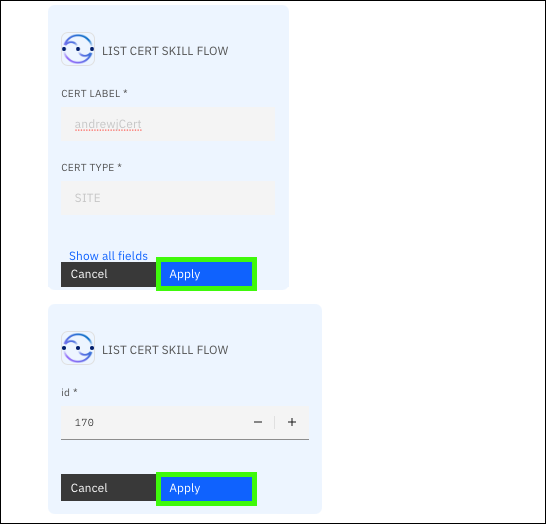 LIST CERT SKILL FLOW
CERT LABEL *
andrewjCert
CERT TYPE *
SITE
Show all fields
Cancel
Apply
LIST CERT SKILL FLOW
id *
170
Cancel
Apply